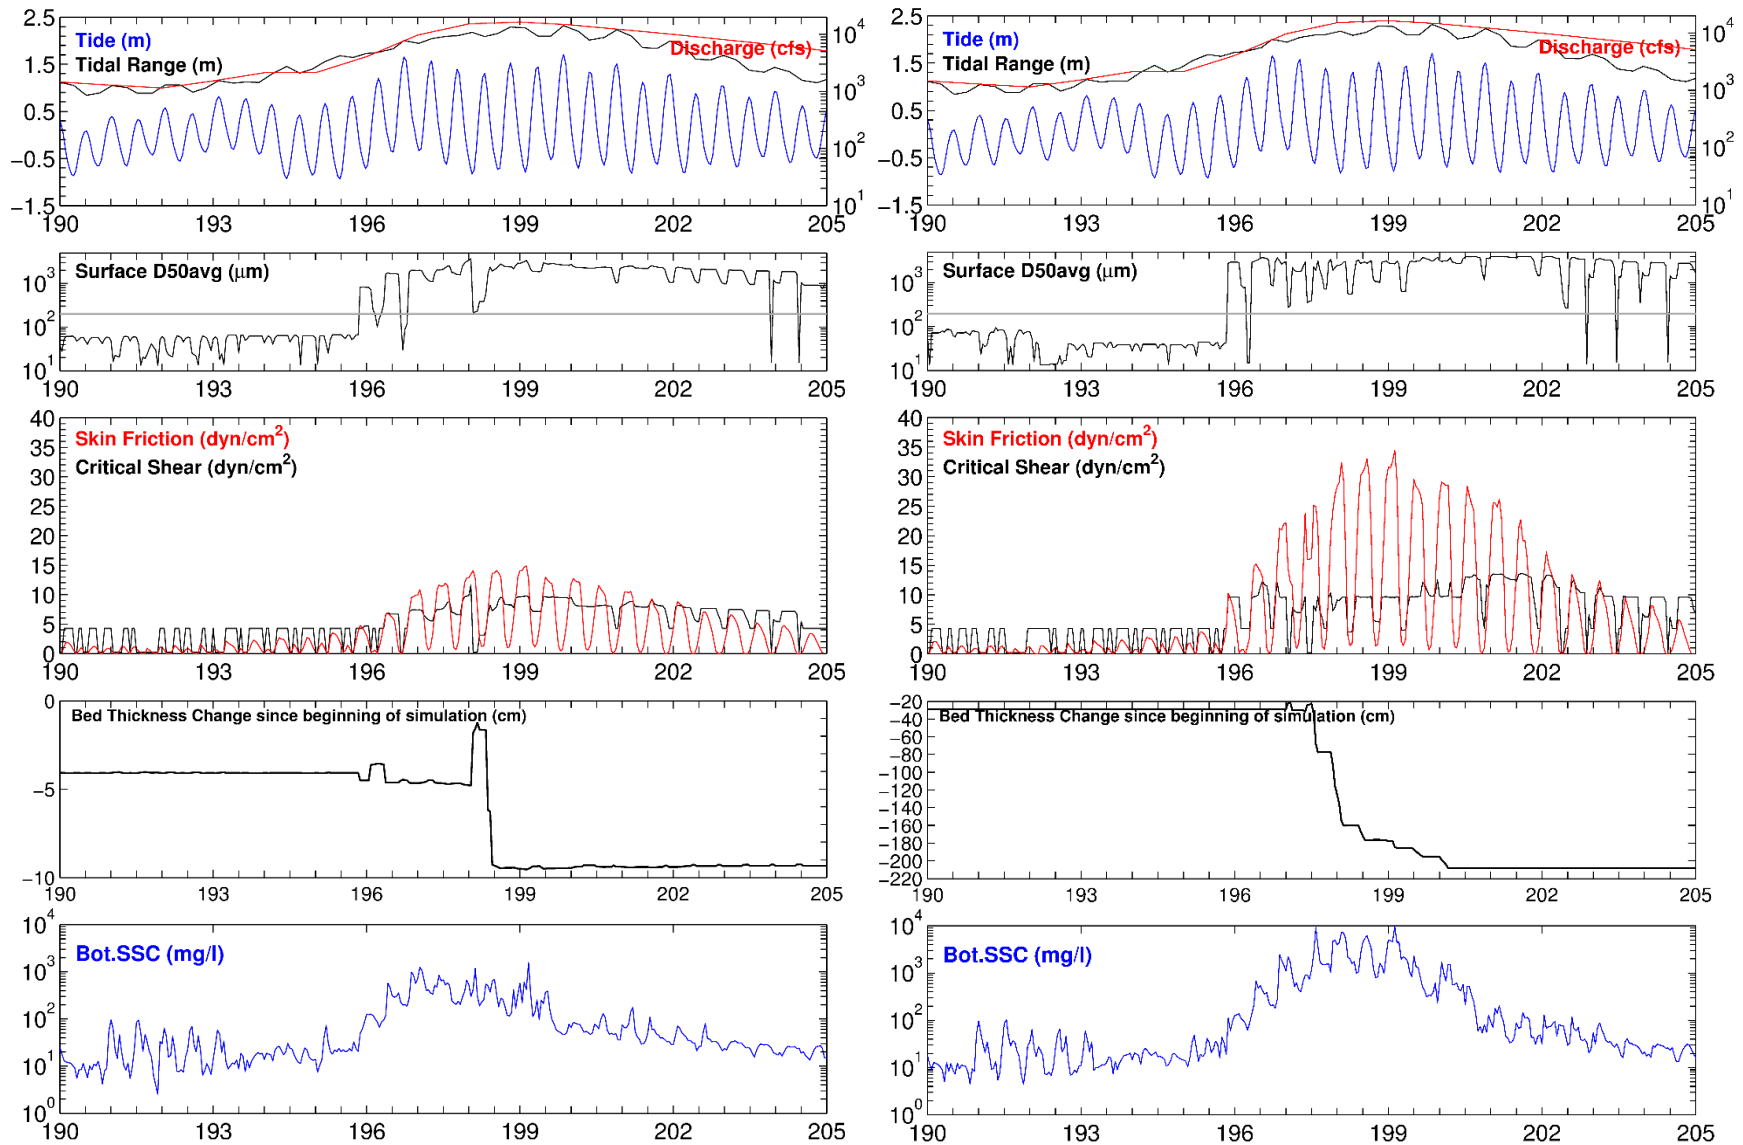 2.5 1.5 0.5 −0.5 −1.5
Tide (m)
Tidal Range (m)
Discharge (cfs)
10^4 10^3 10^2 10^1
190 193 196 199 202 205
2.5 1.5 0.5 −0.5 −1.5
Tide (m)
Tidal Range (m)
Discharge (cfs)
10^4 10^3 10^2 10^1
190 193 196 199 202 205
10^3 10^2 10^1
Surface D50avg (μm)
190 193 196 199 202 205
10^3 10^2 10^1
Surface D50avg (μm)
190 193 196 199 202 205
40 35 30 25 20 15 10 5 0
Skin Friction (dyn/cm^2)
Critical Shear (dyn/cm^2)
190 193 196 199 202 205
40 35 30 25 20 15 10 5 0
Skin Friction (dyn/cm^2)
Critical Shear (dyn/cm^2)
190 193 196 199 202 205
0 −5 −10
Bed Thickness Change since beginning of simulation (cm)
190 193 196 199 202 205
−20 −40 −60 −80 −100 −120 −140 −160 −180 −200 −220
Bed Thickness Change since beginning of simulation (cm)
190 193 196 199 202 205
10^4 10^3 10^2 10^1 10^0
Bot.SSC (mg/l)
190 193 196 199 202 205
10^4 10^3 10^2 10^1 10^0
Bot.SSC (mg/l)
190 193 196 199 202 205